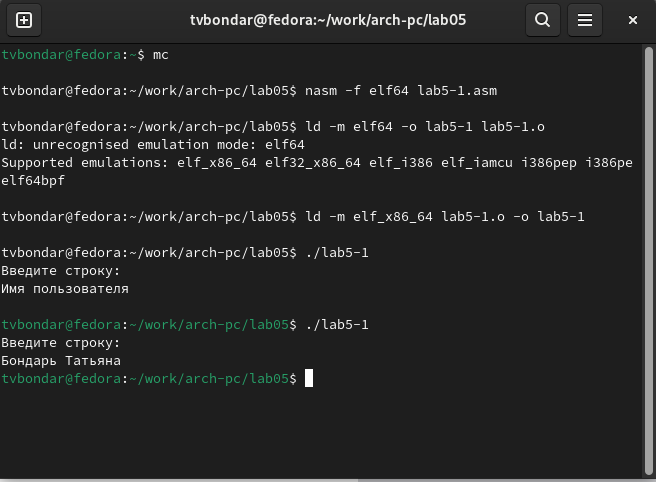 tvbondar@fedora:~/work/arch-pc/lab05
tvbondar@fedora:~$ mc
tvbondar@fedora:~/work/arch-pc/lab05$ nasm -f elf64 lab5-1.asm
tvbondar@fedora:~/work/arch-pc/lab05$ ld -m elf64 -o lab5-1 lab5-1.o
ld: unrecognised emulation mode: elf64
Supported emulations: elf_x86_64 elf32_x86_64 elf_i386 elf_iamcu i386pep i386pe
elf64bpf
tvbondar@fedora:~/work/arch-pc/lab05$ ld -m elf_x86_64 lab5-1.o -o lab5-1
tvbondar@fedora:~/work/arch-pc/lab05$ ./lab5-1
Введите строку:
Имя пользователя
tvbondar@fedora:~/work/arch-pc/lab05$ ./lab5-1
Введите строку:
Бондарь Татьяна
tvbondar@fedora:~/work/arch-pc/lab05$